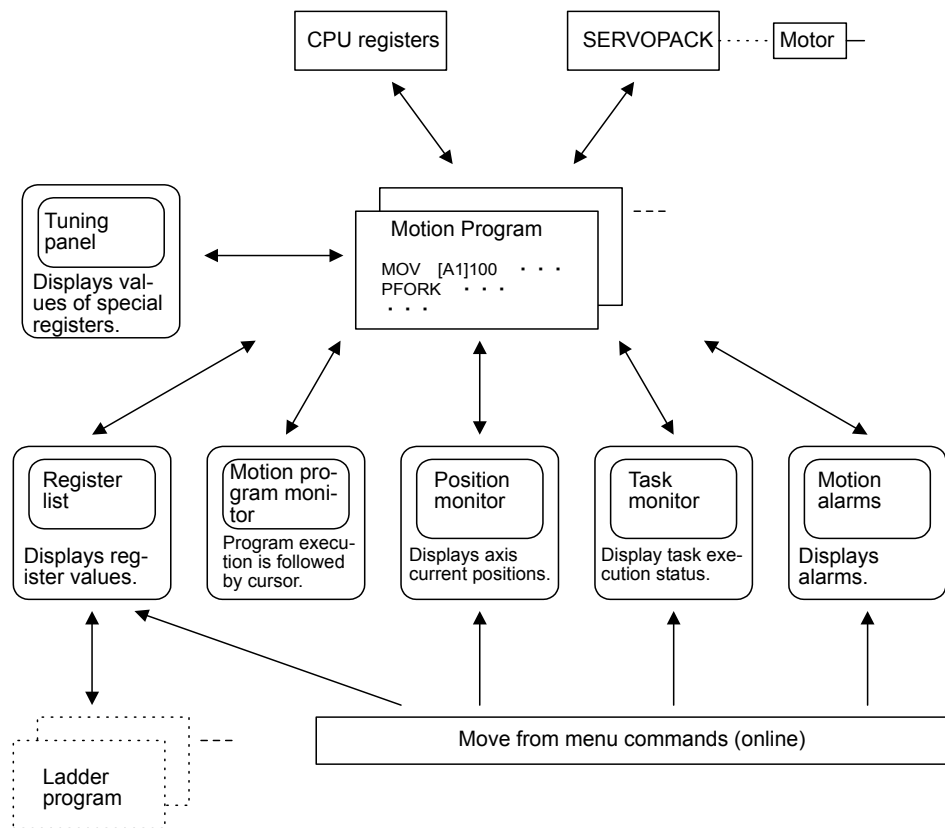 CPU registers
SERVOPACK
Motor
Tuning
panel
Displays val-
ues of special
registers.
Motion Program
MOV [A1]100 · · ·
PFORK · · ·
· · ·
Register
list
Displays reg-
ister values.
Motion pro-
gram moni-
tor
Program execu-
tion is followed
by cursor.
Position
monitor
Displays axis
current positions.
Task
monitor
Display task exe-
cution status.
Motion
alarms
Displays
alarms.
Move from menu commands (online)
Ladder
program